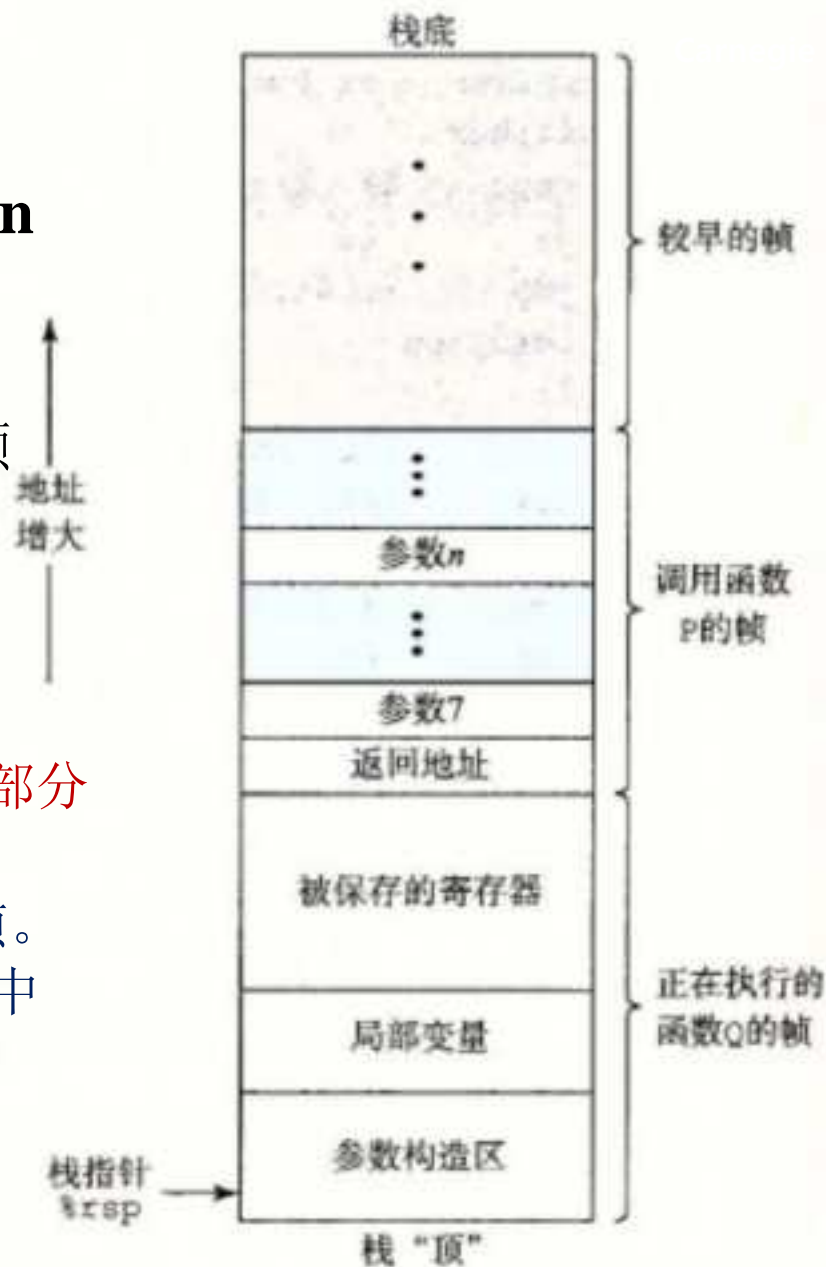 栈底
n
较早的帧
顶
地址
增大
参数n
调用函数
P的帧
参数7
返回地址
部分
被保存的寄存器
顶。
中
正在执行的
函数Q的帧
局部变量
参数构造区
栈指针
%rsp
栈“顶”